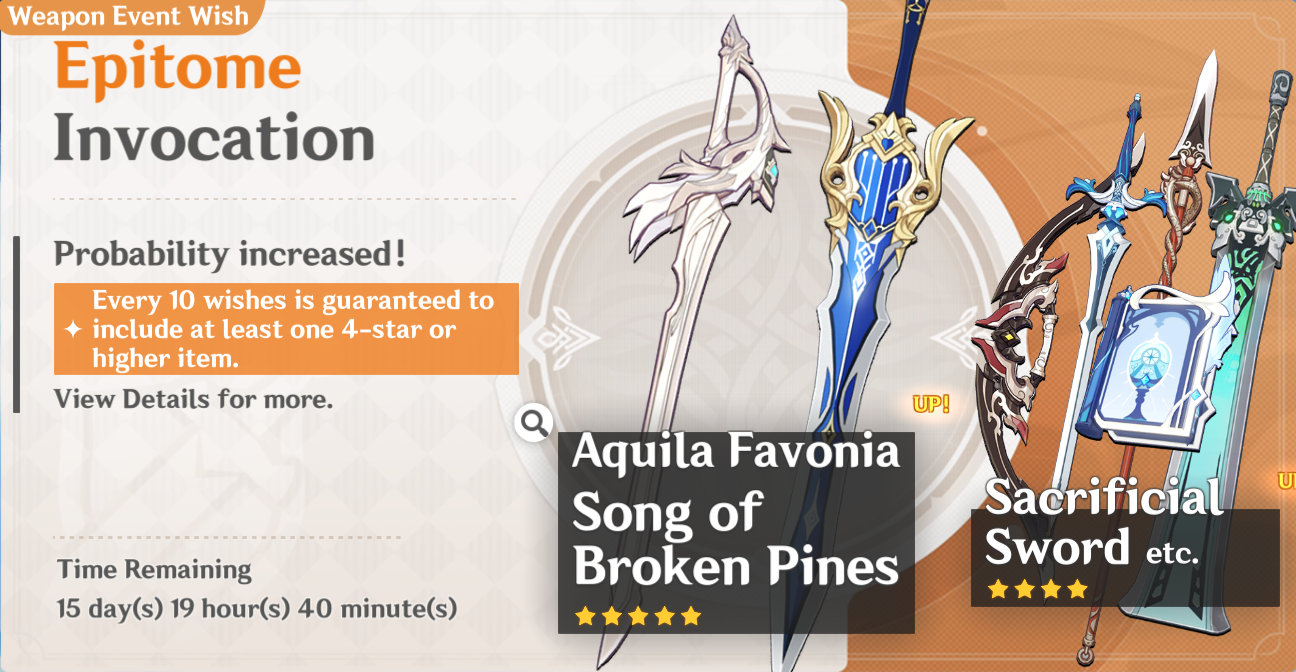 Weapon Event Wish
Epitome
Invocation
Probability increased!
Every 10 wishes is guaranteed to
include at least one 4-star or
higher item.
View Details for more.
Time Remaining
15 day(s) 19 hour(s) 40 minute(s)
UP!
Aquila Favonia
Song of
Broken Pines
Sacrificial
Sword etc.